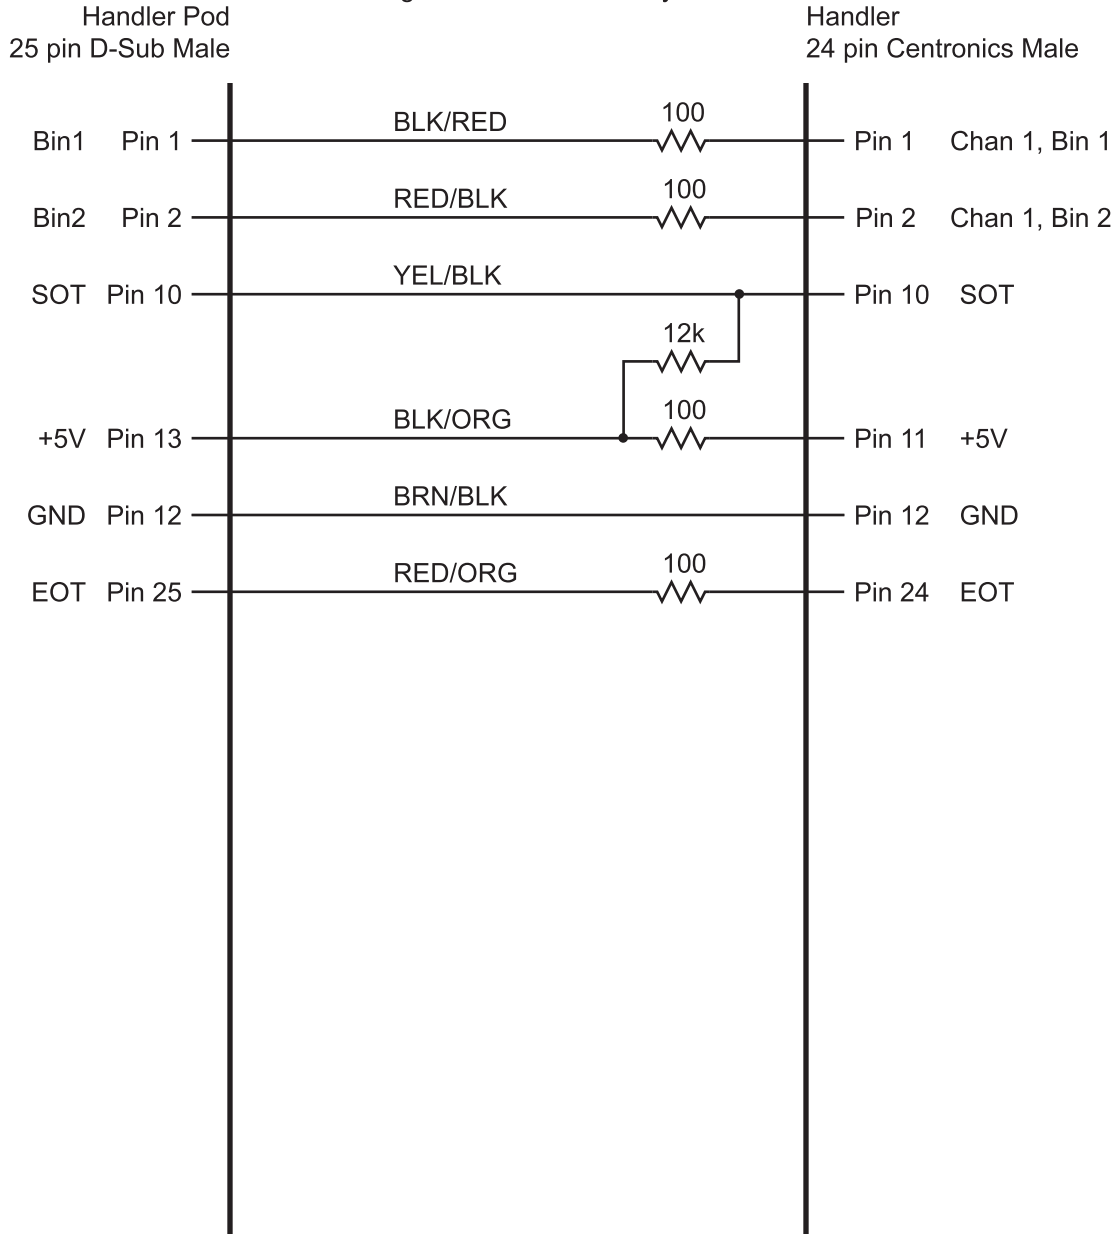 Handler Pod
25 pin D-Sub Male
Handler
24 pin Centronics Male
Bin1 Pin 1 BLK/RED 100 Pin 1 Chan 1, Bin 1
Bin2 Pin 2 RED/BLK 100 Pin 2 Chan 1, Bin 2
SOT Pin 10 YEL/BLK Pin 10 SOT
12k
+5V Pin 13 BLK/ORG 100 Pin 11 +5V
GND Pin 12 BRN/BLK Pin 12 GND
EOT Pin 25 RED/ORG 100 Pin 24 EOT